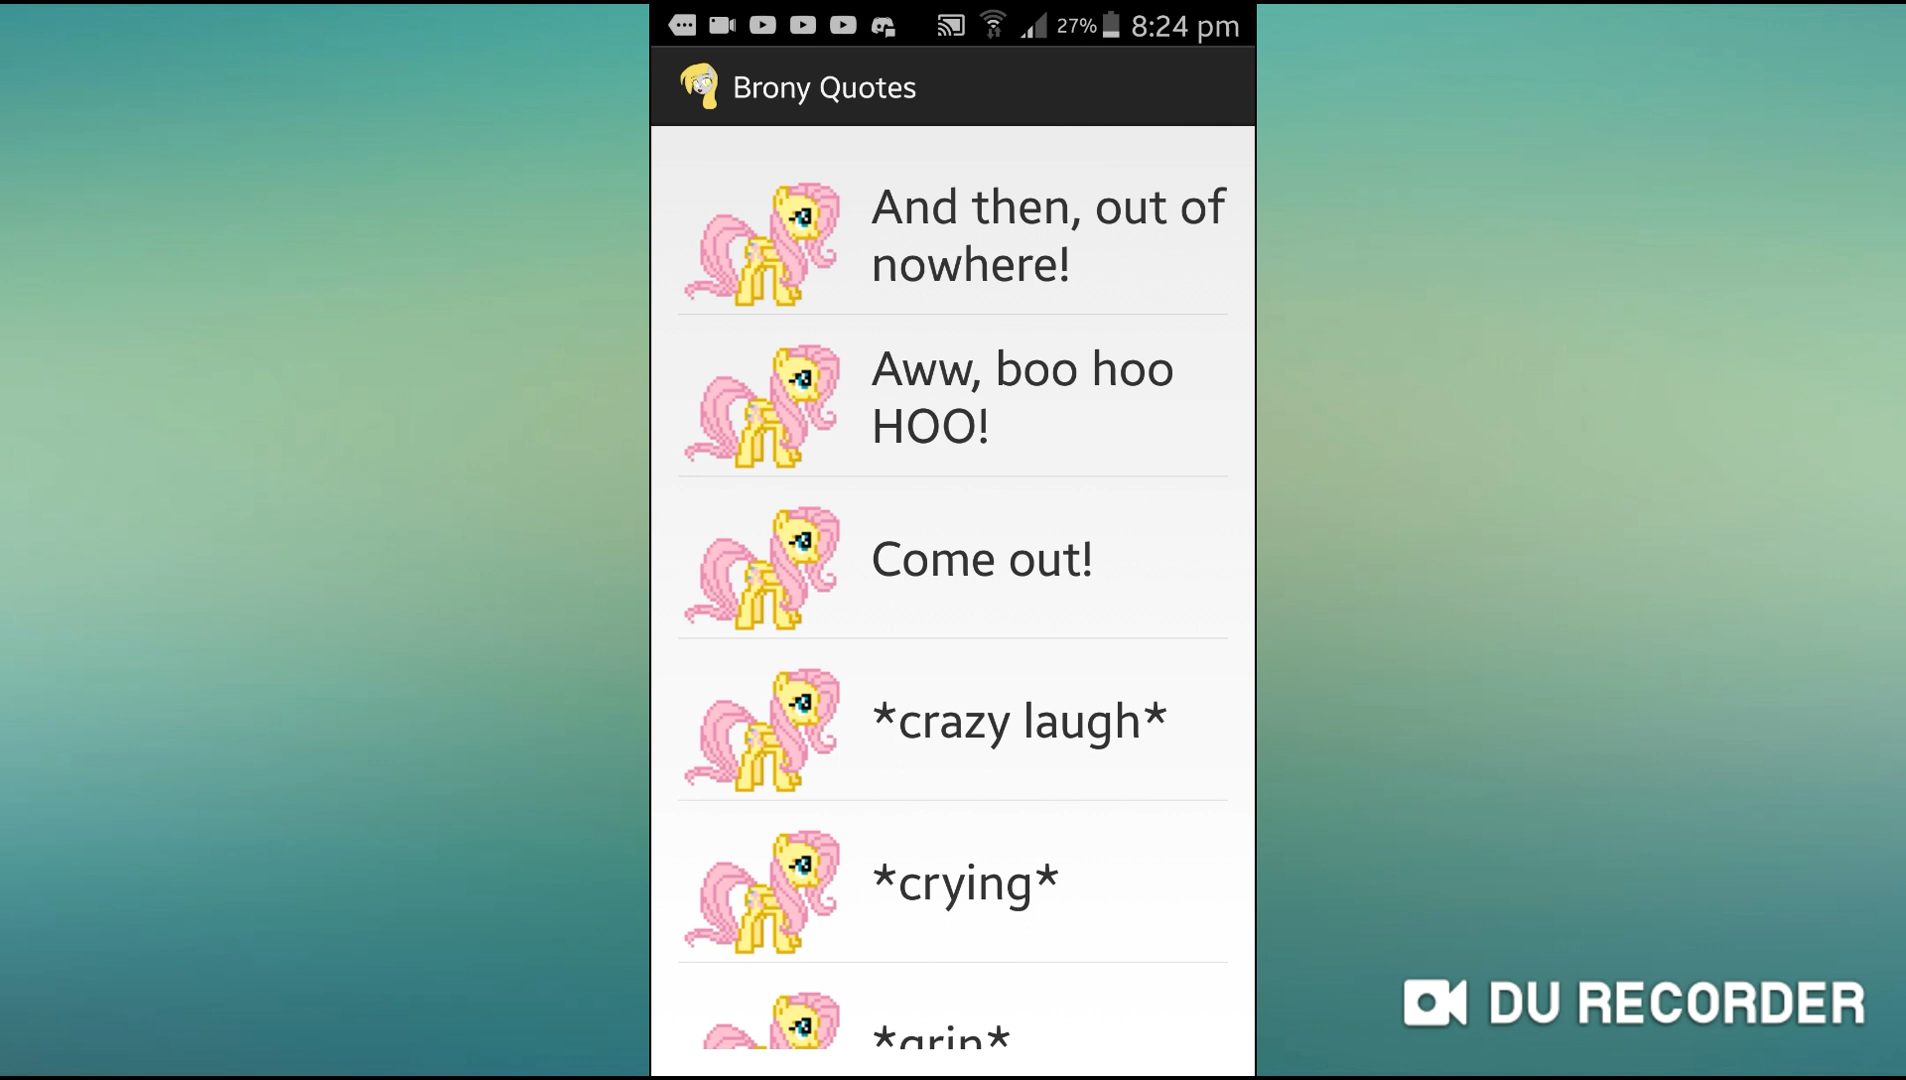 27% 8:24 pm
Brony Quotes
And then, out of
nowhere!
Aww, boo hoo
HOO!
Come out!
*crazy laugh*
*crying*
*grin*
DU RECORDER